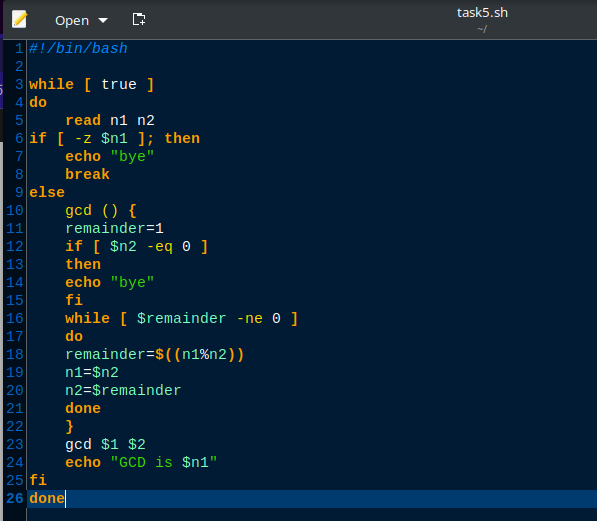 Open
task5.sh
~/
1 #!/bin/bash
2
3 while [ true ]
4 do
5 read n1 n2
6 if [ -z $n1 ]; then
7 echo "bye"
8 break
9 else
10 gcd () {
11 remainder=1
12 if [ $n2 -eq 0 ]
13 then
14 echo "bye"
15 fi
16 while [ $remainder -ne 0 ]
17 do
18 remainder=$((n1%n2))
19 n1=$n2
20 n2=$remainder
21 done
22 }
23 gcd $1 $2
24 echo "GCD is $n1"
25 fi
26 done